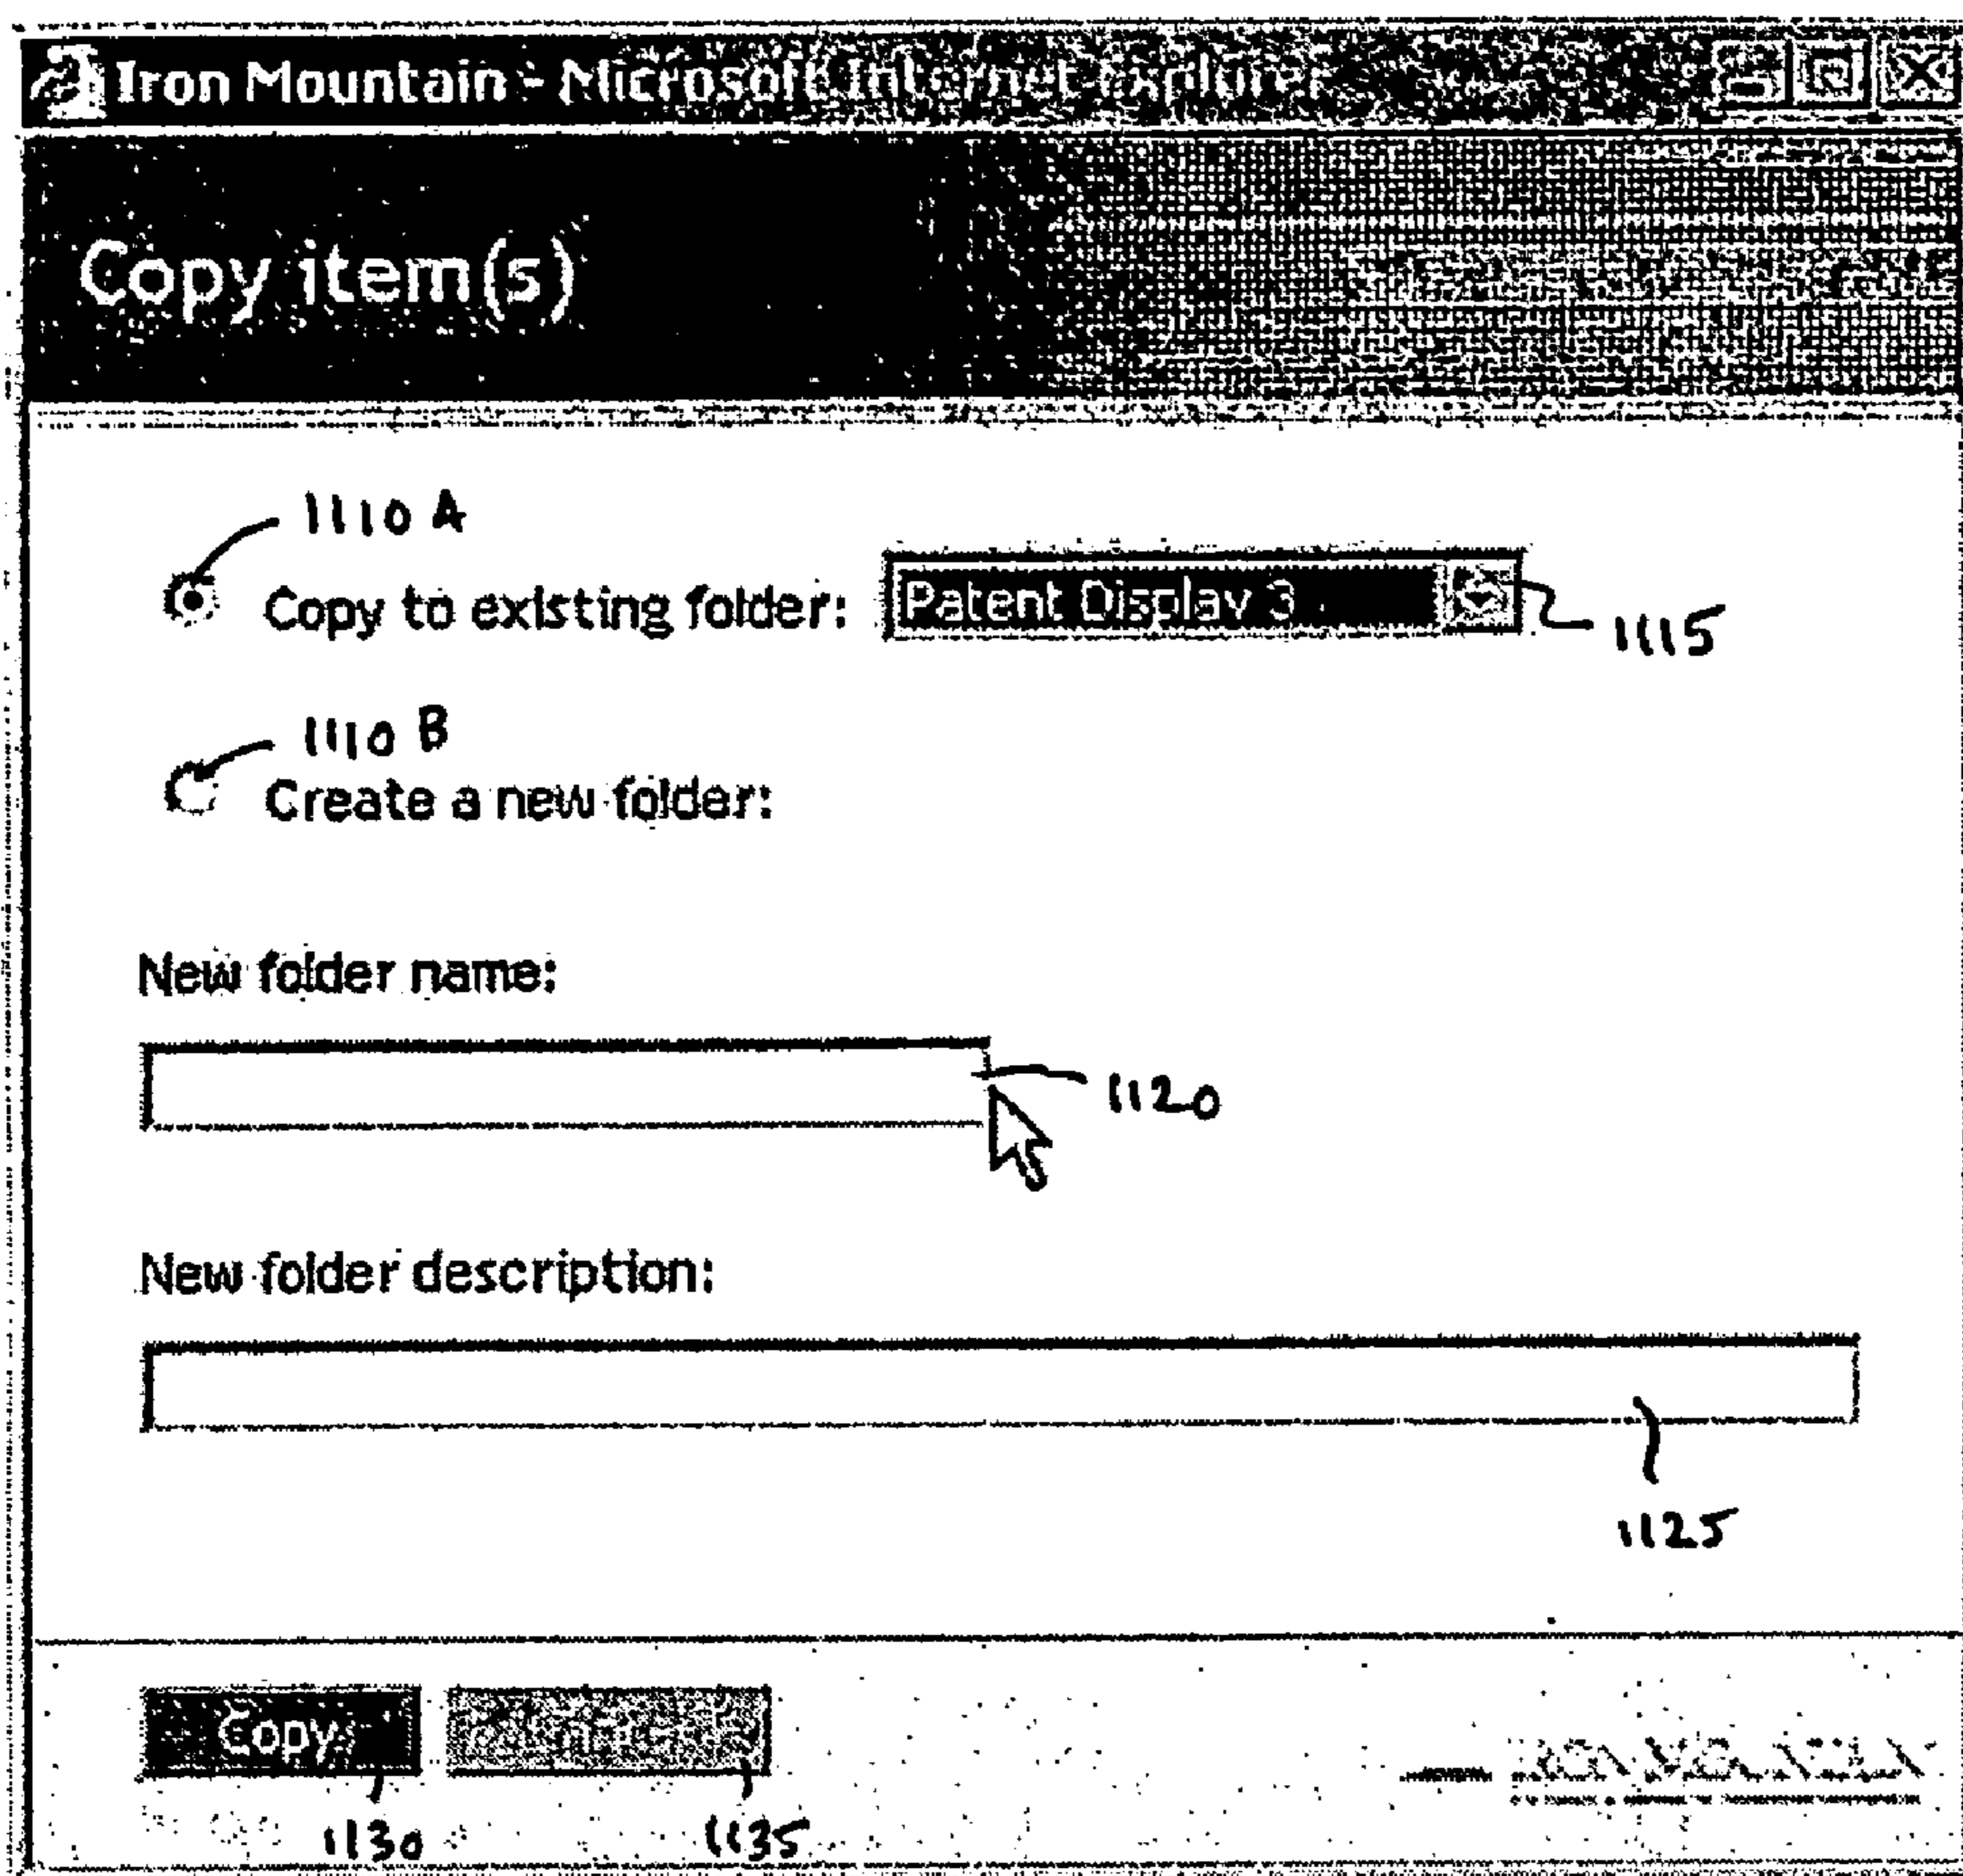 Iron Mountain - Microsoft Internet Explorer
Copy item(s)
1110 A
Copy to existing folder: Patent Display 3
1115
1110 B
Create a new folder:
New folder name:
1120
New folder description:
1125
Copy
1130 1135